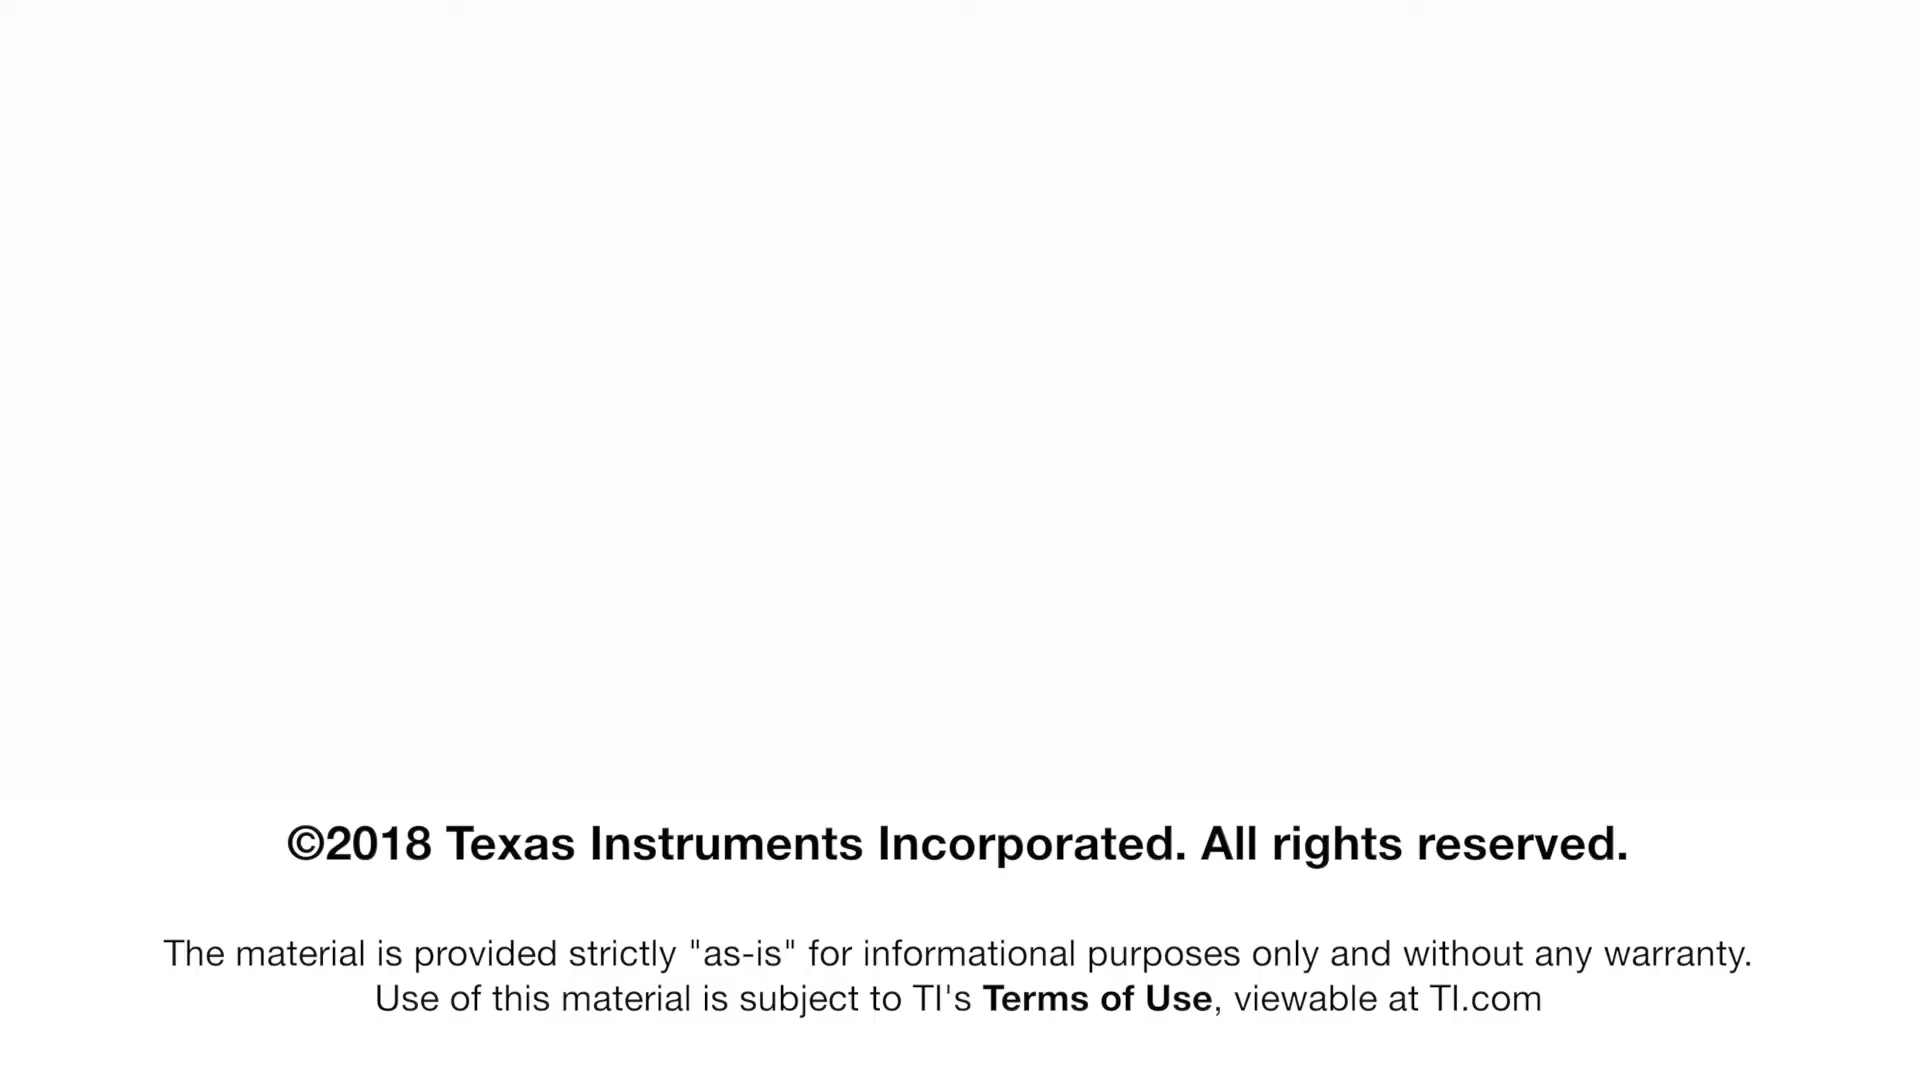 ©2018 Texas Instruments Incorporated. All rights reserved.
The material is provided strictly "as-is" for informational purposes only and without any warranty.
Use of this material is subject to TI's Terms of Use, viewable at TI.com